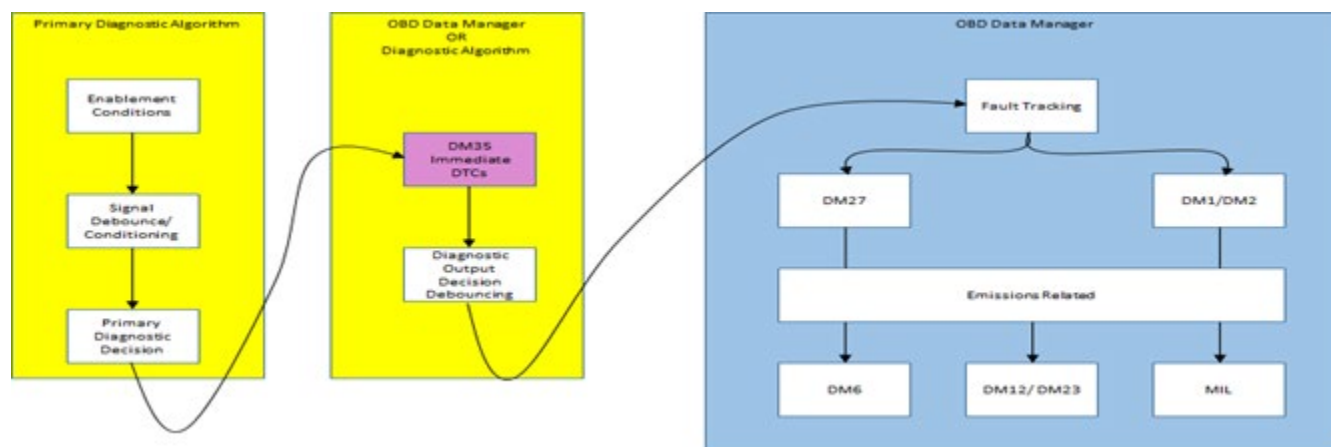 Primary Diagnostic Algorithm
Enablement
Conditions
Signal
Debounce/
Conditioning
Primary
Diagnostic
Decision
OBD Data Manager
OR
Diagnostic Algorithm
DM35
Immediate
DTCs
Diagnostic
Output
Decision
Debouncing
OBD Data Manager
Fault Tracking
DM27
DM1/DM2
Emissions Related
DM6
DM12/ DM23
MIL